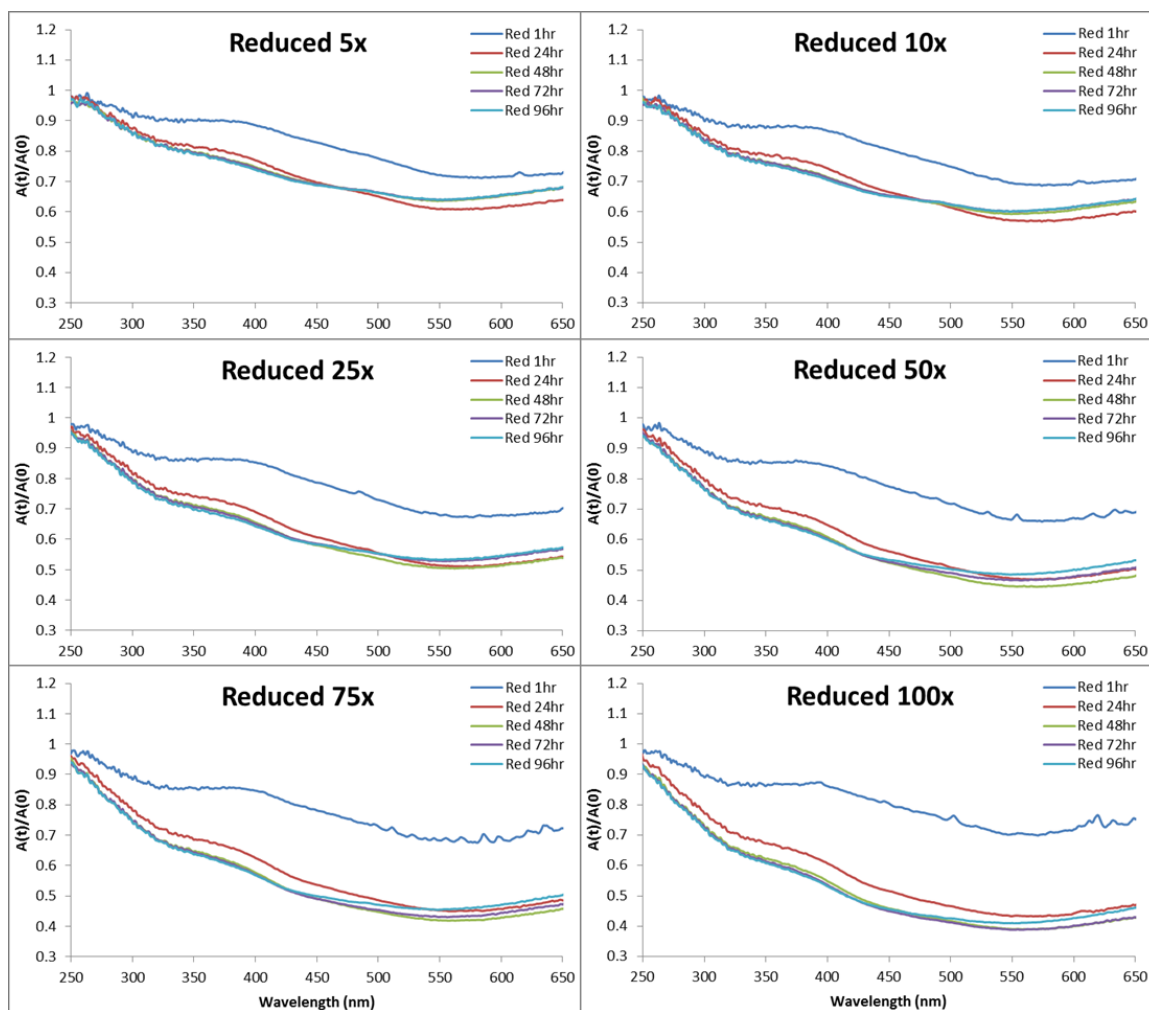 Reduced 5x
Red 1hr
Red 24hr
Red 48hr
Red 72hr
Red 96hr
A(t)/A(0)
1.2
1.1
1
0.9
0.8
0.7
0.6
0.5
0.4
0.3
250 300 350 400 450 500 550 600 650
Reduced 10x
Red 1hr
Red 24hr
Red 48hr
Red 72hr
Red 96hr
A(t)/A(0)
1.2
1.1
1
0.9
0.8
0.7
0.6
0.5
0.4
0.3
250 300 350 400 450 500 550 600 650
Reduced 25x
Red 1hr
Red 24hr
Red 48hr
Red 72hr
Red 96hr
A(t)/A(0)
1.2
1.1
1
0.9
0.8
0.7
0.6
0.5
0.4
0.3
250 300 350 400 450 500 550 600 650
Reduced 50x
Red 1hr
Red 24hr
Red 48hr
Red 72hr
Red 96hr
A(t)/A(0)
1.2
1.1
1
0.9
0.8
0.7
0.6
0.5
0.4
0.3
250 300 350 400 450 500 550 600 650
Reduced 75x
Red 1hr
Red 24hr
Red 48hr
Red 72hr
Red 96hr
A(t)/A(0)
1.2
1.1
1
0.9
0.8
0.7
0.6
0.5
0.4
0.3
250 300 350 400 450 500 550 600 650
Wavelength (nm)
Reduced 100x
Red 1hr
Red 24hr
Red 48hr
Red 72hr
Red 96hr
A(t)/A(0)
1.2
1.1
1
0.9
0.8
0.7
0.6
0.5
0.4
0.3
250 300 350 400 450 500 550 600 650
Wavelength (nm)